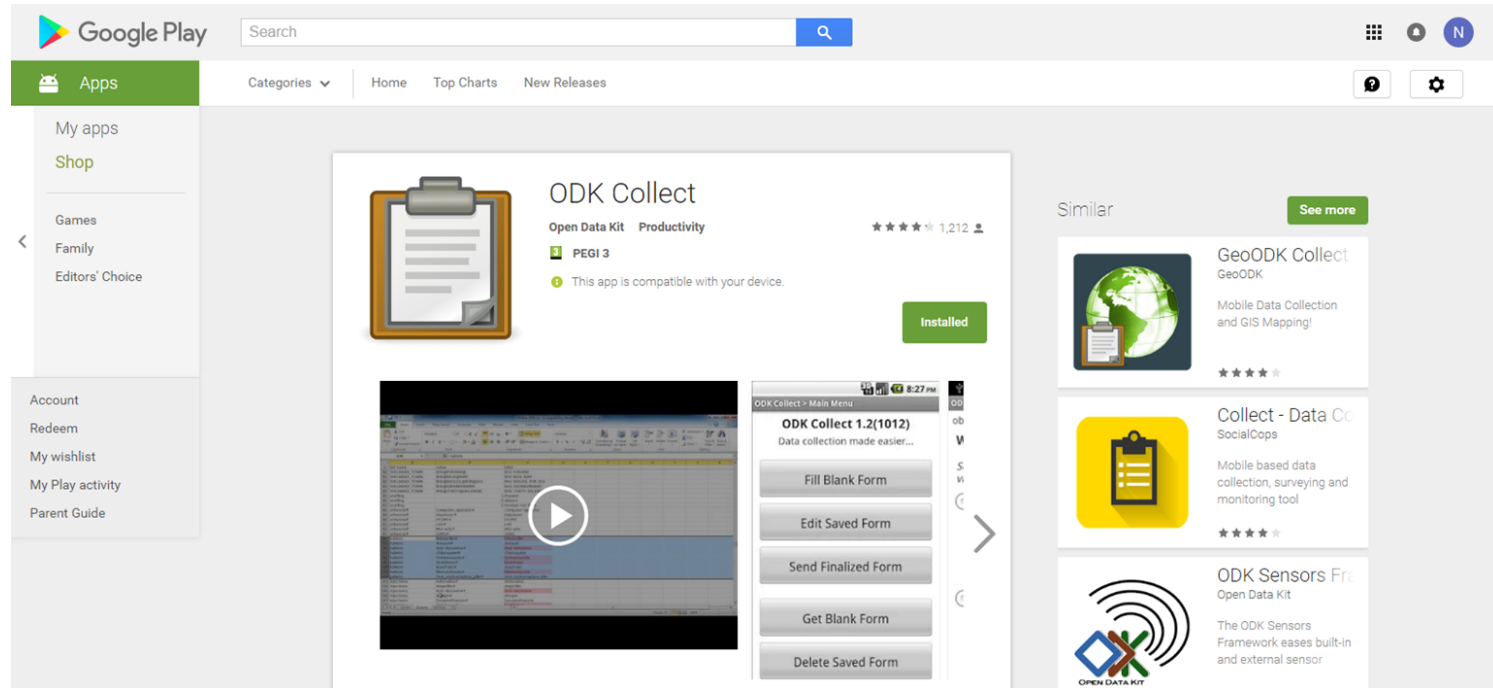 Google Play
Search
N
Apps
Categories
Home
Top Charts
New Releases
My apps
Shop
Games
Family
Editors' Choice
Account
Redeem
My wishlist
My Play activity
Parent Guide
ODK Collect
Open Data Kit Productivity
1,212
3 PEGI 3
This app is compatible with your device.
Installed
8:27 PM
ODK Collect > Main Menu
ODK Collect 1.2(1012)
Data collection made easier...
Fill Blank Form
Edit Saved Form
Send Finalized Form
Get Blank Form
Delete Saved Form
Similar
See more
GeoODK Collect
GeoODK
Mobile Data Collection
and GIS Mapping!
Collect - Data Co
SocialCops
Mobile based data
collection, surveying and
monitoring tool
ODK Sensors Fra
Open Data Kit
The ODK Sensors
Framework eases built-in
and external sensor
ODK
OPEN DATA KIT